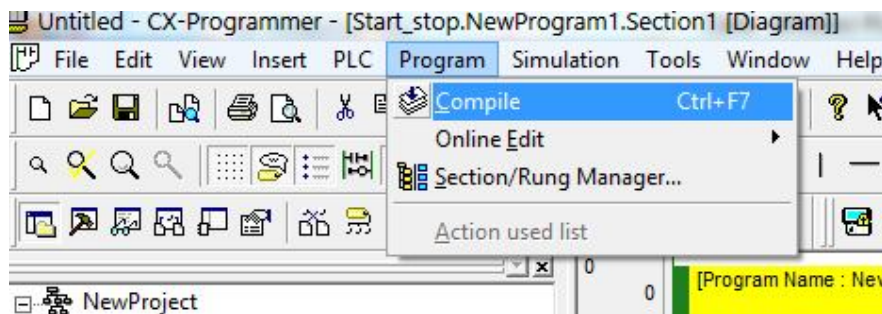 Untitled - CX-Programmer - [Start_stop.NewProgram1.Section1 [Diagram]]
File Edit View Insert PLC Program Simulation Tools Window Help
Compile Ctrl+F7
Online Edit
Section/Rung Manager...
Action used list
0
0 [Program Name : New
NewProject